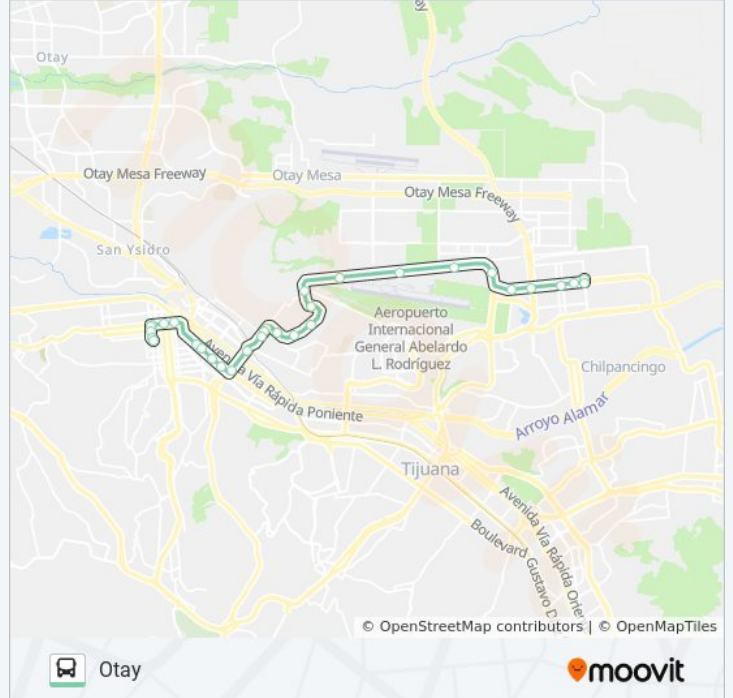 Otay
Otay Mesa Freeway
Otay Mesa
Otay Mesa Freeway
San Ysidro
Aeropuerto
Internacional
General Abelardo
L. Rodríguez
Avenida Vía Rápida Poniente
Chilpancingo
Arroyo Alamar
Tijuana
Avenida Vía Rápida Orie
Boulevard Gustavo D
© OpenStreetMap contributors | © OpenMapTiles
Otay
moovit